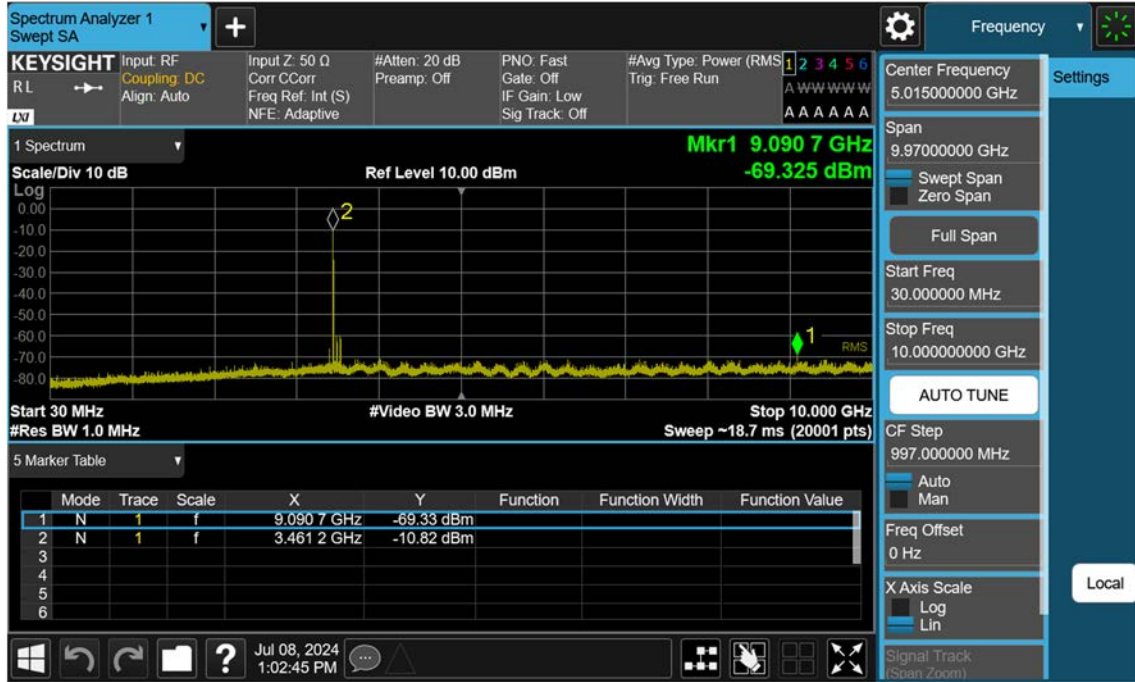 Spectrum Analyzer 1
Swept SA
Frequency
KEYSIGHT
R L
LXI
Input: RF
Coupling: DC
Align: Auto
Input Z: 50 Ω
Corr CCorr
Freq Ref: Int (S)
NFE: Adaptive
#Atten: 20 dB
Preamp: Off
PNO: Fast
Gate: Off
IF Gain: Low
Sig Track: Off
#Avg Type: Power (RMS
Trig: Free Run
1 2 3 4 5 6
A W W W W W
A A A A A A
1 Spectrum
Scale/Div 10 dB
Ref Level 10.00 dBm
Mkr1 9.090 7 GHz
-69.325 dBm
Log
0.00
-10.0
-20.0
-30.0
-40.0
-50.0
-60.0
-70.0
-80.0
2
1
RMS
Start 30 MHz
#Video BW 3.0 MHz
Stop 10.000 GHz
#Res BW 1.0 MHz
Sweep ~18.7 ms (20001 pts)
5 Marker Table
Mode Trace Scale X Y Function Function Width Function Value
1 N 1 f 9.090 7 GHz -69.33 dBm
2 N 1 f 3.461 2 GHz -10.82 dBm
3
4
5
6
Jul 08, 2024
1:02:45 PM
Center Frequency
5.015000000 GHz
Settings
Span
9.97000000 GHz
Swept Span
Zero Span
Full Span
Start Freq
30.000000 MHz
Stop Freq
10.000000000 GHz
AUTO TUNE
CF Step
997.000000 MHz
Auto
Man
Freq Offset
0 Hz
X Axis Scale
Log
Lin
Local
Signal Track
(Span Zoom)